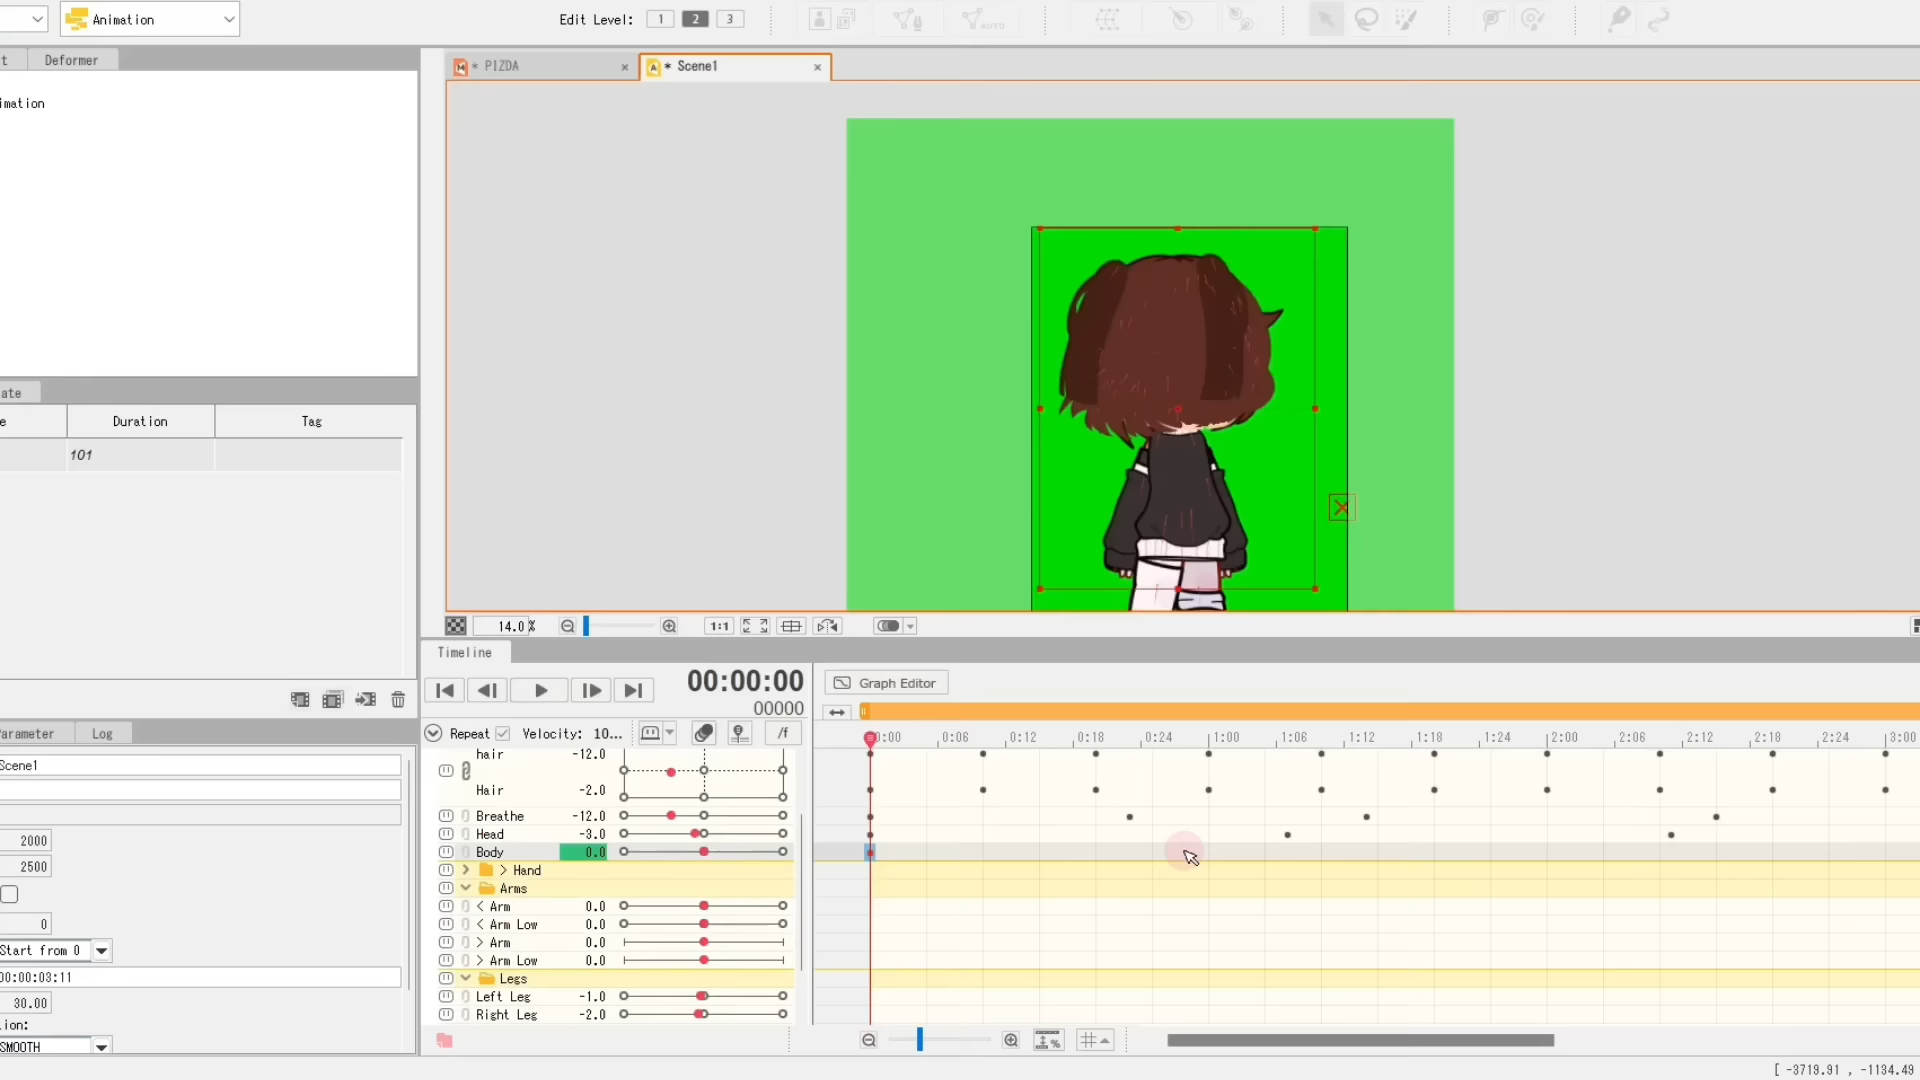 Animation
Edit Level: 1 2 3
AUTO
t Deformer
* PIZDA
* Scene1
imation
ate
e Duration Tag
101
14.0 %
1:1
Timeline
00:00:00
00000
Graph Editor
Repeat Velocity: 10... /f
0:00 0:06 0:12 0:18 0:24 1:00 1:06 1:12 1:18 1:24 2:00 2:06 2:12 2:18 2:24 3:00
hair -12.0
Hair -2.0
Breathe -12.0
Head -3.0
Body 0.0
> Hand
Arms
< Arm 0.0
< Arm Low 0.0
> Arm 0.0
> Arm Low 0.0
Legs
Left Leg -1.0
Right Leg -2.0
arameter Log
Scene1
2000
2500
0
Start from 0
00:00:03:11
30.00
ion:
SMOOTH
[ -3719.91 , -1134.49